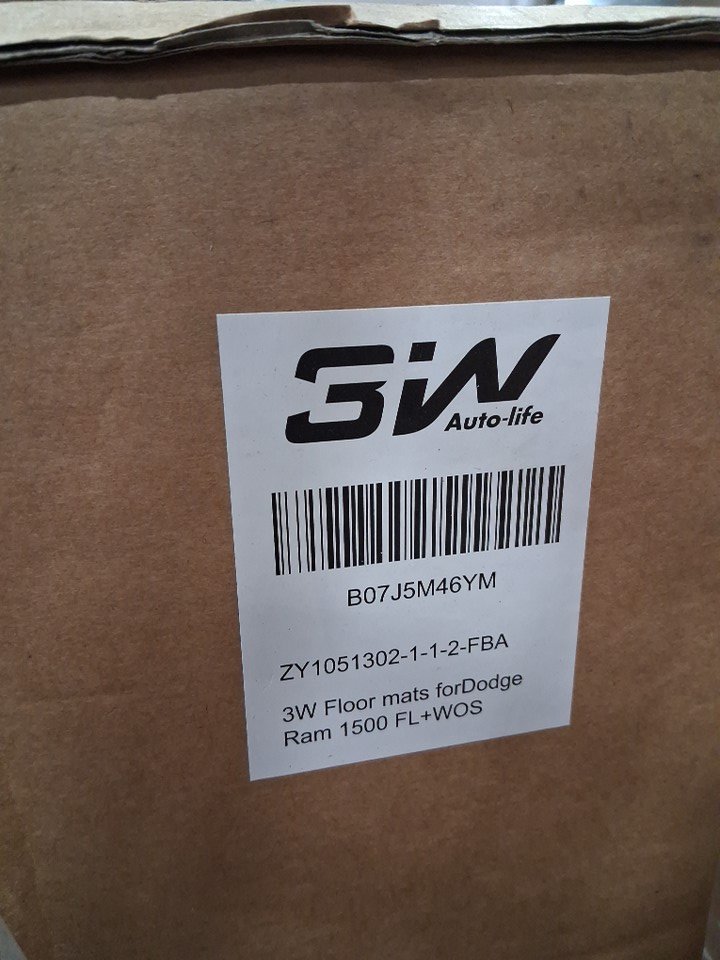 3W
Auto-life
B07J5M46YM
ZY1051302-1-1-2-FBA
3W Floor mats forDodge
Ram 1500 FL+WOS